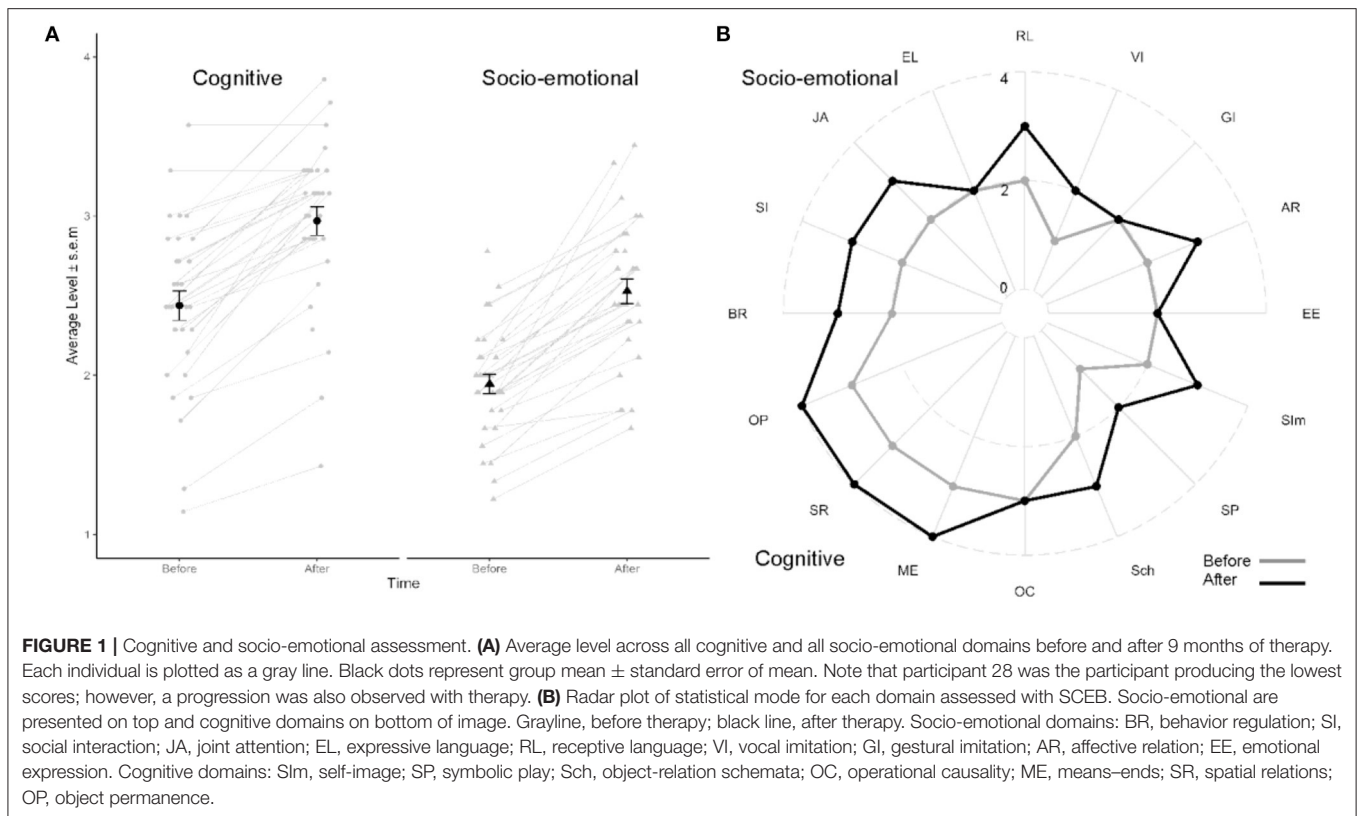 A
B
Cognitive
Socio-emotional
Average Level ± s.e.m
4
3
2
1
Before
After
Before
After
Time
Socio-emotional
RL
VI
GI
AR
EE
SIm
SP
Sch
OC
ME
SR
OP
BR
SI
JA
EL
4
2
0
Cognitive
Before
After
FIGURE 1 | Cognitive and socio-emotional assessment. (A) Average level across all cognitive and all socio-emotional domains before and after 9 months of therapy.
Each individual is plotted as a gray line. Black dots represent group mean ± standard error of mean. Note that participant 28 was the participant producing the lowest
scores; however, a progression was also observed with therapy. (B) Radar plot of statistical mode for each domain assessed with SCEB. Socio-emotional are
presented on top and cognitive domains on bottom of image. Grayline, before therapy; black line, after therapy. Socio-emotional domains: BR, behavior regulation; SI,
social interaction; JA, joint attention; EL, expressive language; RL, receptive language; VI, vocal imitation; GI, gestural imitation; AR, affective relation; EE, emotional
expression. Cognitive domains: SIm, self-image; SP, symbolic play; Sch, object-relation schemata; OC, operational causality; ME, means–ends; SR, spatial relations;
OP, object permanence.